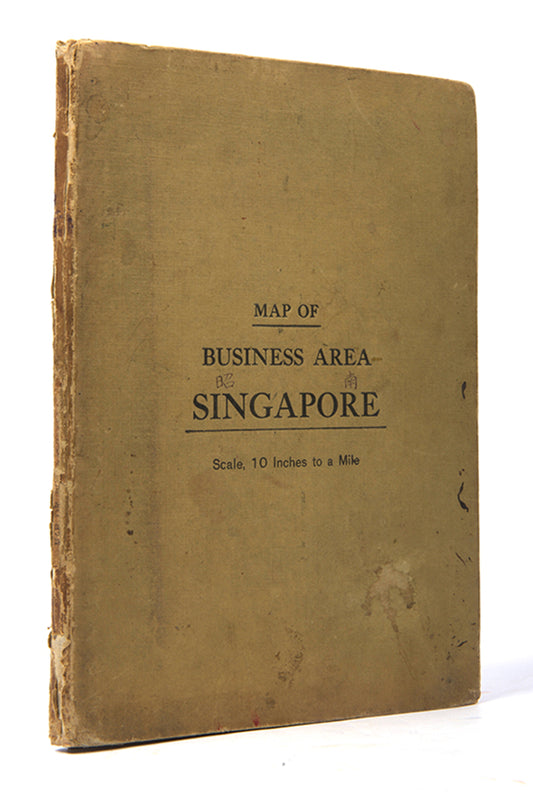 MAP OF
BUSINESS AREA
昭 南
SINGAPORE
Scale, 10 Inches to a Mile